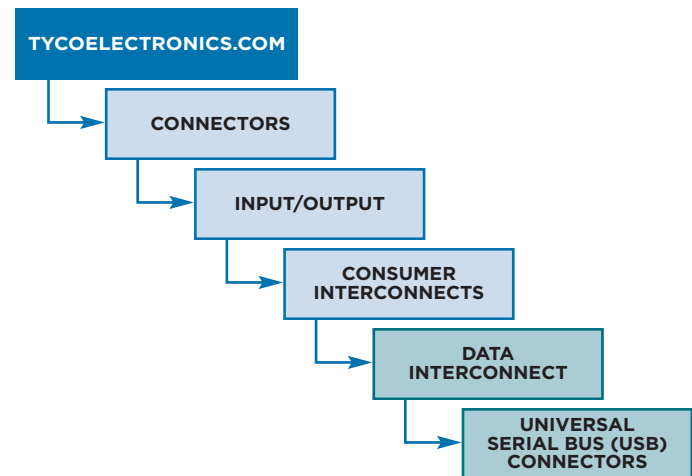 TYCOELECTRONICS.COM
CONNECTORS
INPUT/OUTPUT
CONSUMER
INTERCONNECTS
DATA
INTERCONNECT
UNIVERSAL
SERIAL BUS (USB)
CONNECTORS